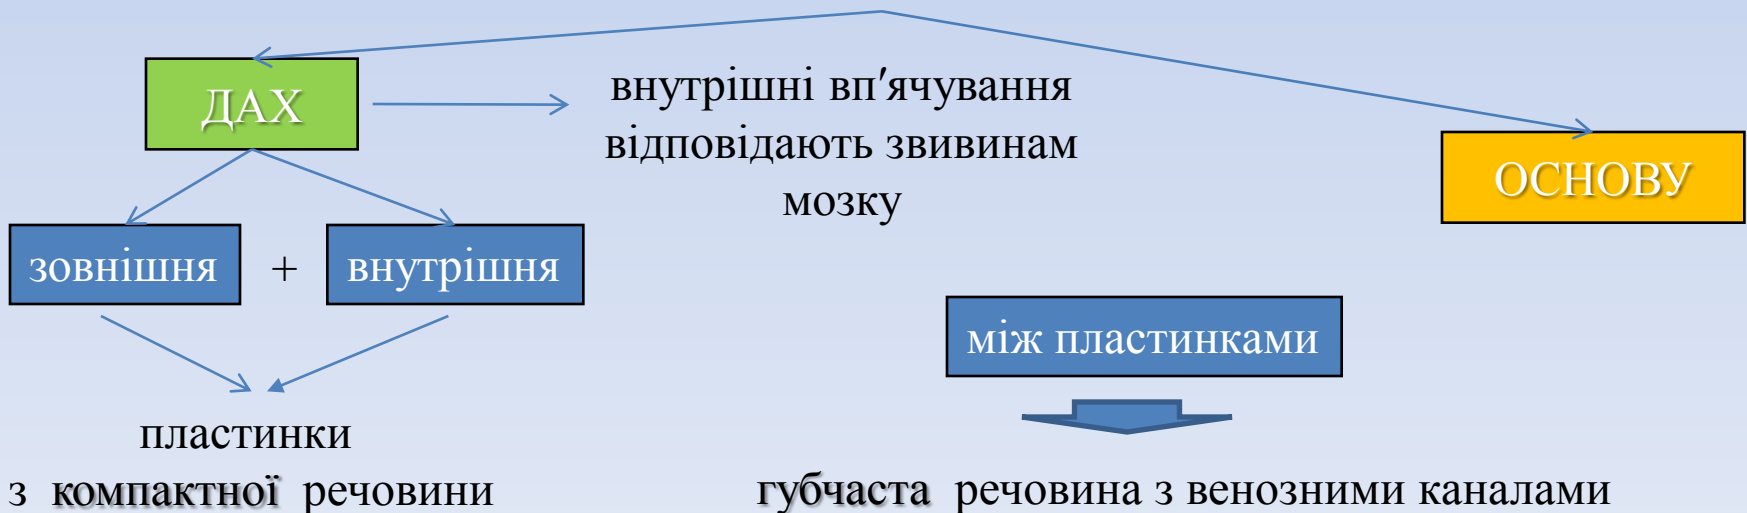 ДАХ
внутрішні вп'ячування
відповідають звивинам
мозку
ОСНОВУ
зовнішня + внутрішня
між пластинками
пластинки
з компактної речовини
губчаста речовина з венозними каналами